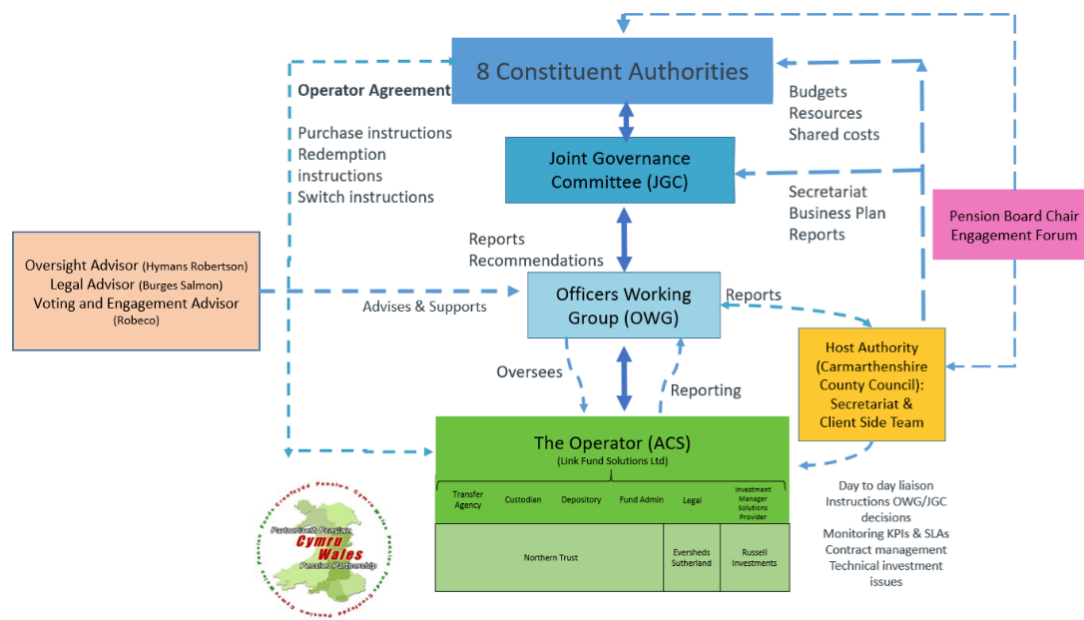 8 Constituent Authorities
Operator Agreement
Purchase instructions
Redemption
instructions
Switch instructions
Budgets
Resources
Shared costs
Joint Governance
Committee (JGC)
Secretariat
Business Plan
Reports
Pension Board Chair
Engagement Forum
Reports
Recommendations
Oversight Advisor (Hymans Robertson)
Legal Advisor (Burges Salmon)
Voting and Engagement Advisor
(Robeco)
Advises & Supports
Officers Working
Group (OWG)
Reports
Host Authority
(Carmarthenshire
County Council):
Secretariat &
Client Side Team
Oversees
Reporting
The Operator (ACS)
(Link Fund Solutions Ltd)
Transfer
Agency
Custodian
Depository
Fund Admin
Legal
Investment
Manager
Solutions
Provider
Northern Trust
Eversheds
Sutherland
Russell
Investments
Day to day liaison
Instructions OWG/JGC
decisions
Monitoring KPIs & SLAs
Contract management
Technical investment
issues
Partneriaeth Pensiwn
Cymru
Wales
Pension Partnership